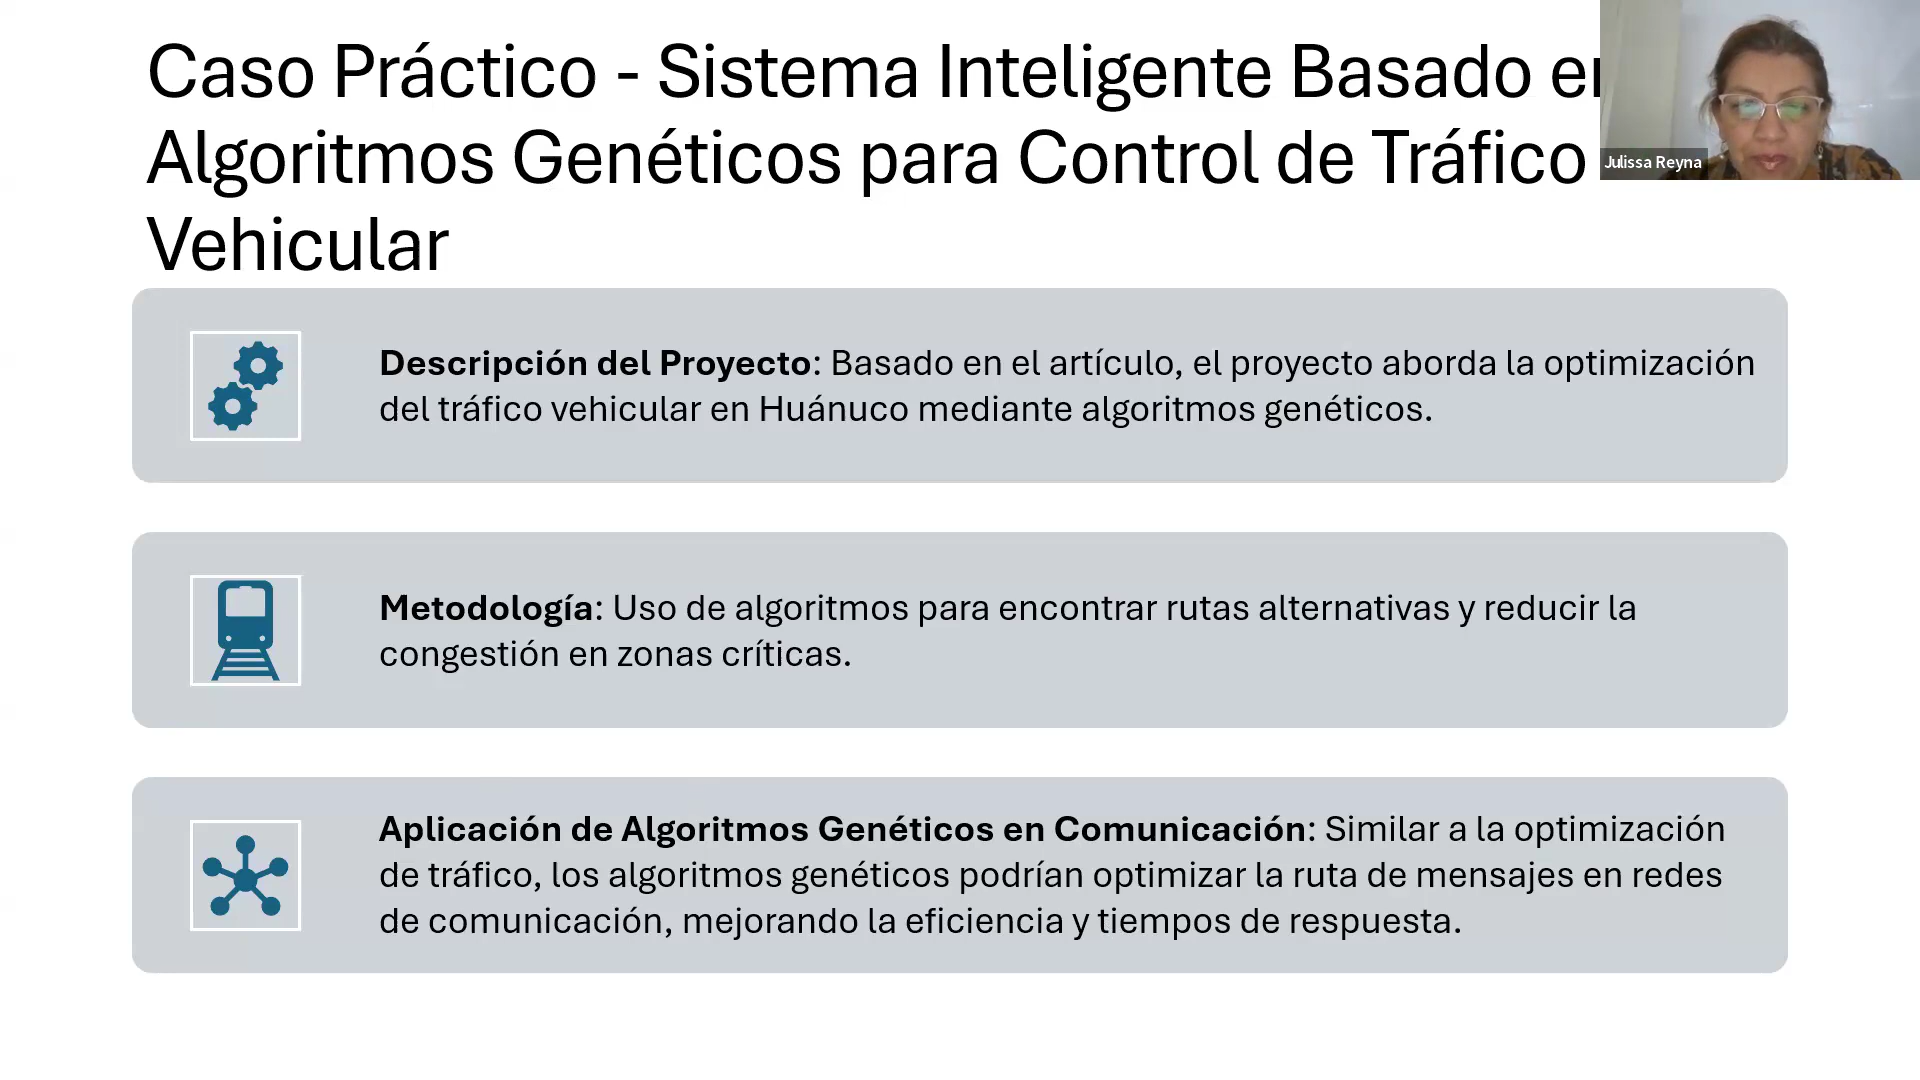 Caso Práctico - Sistema Inteligente Basado en
Algoritmos Genéticos para Control de Tráfico
Vehicular
Julissa Reyna
Descripción del Proyecto: Basado en el artículo, el proyecto aborda la optimización
del tráfico vehicular en Huánuco mediante algoritmos genéticos.
Metodología: Uso de algoritmos para encontrar rutas alternativas y reducir la
congestión en zonas críticas.
Aplicación de Algoritmos Genéticos en Comunicación: Similar a la optimización
de tráfico, los algoritmos genéticos podrían optimizar la ruta de mensajes en redes
de comunicación, mejorando la eficiencia y tiempos de respuesta.